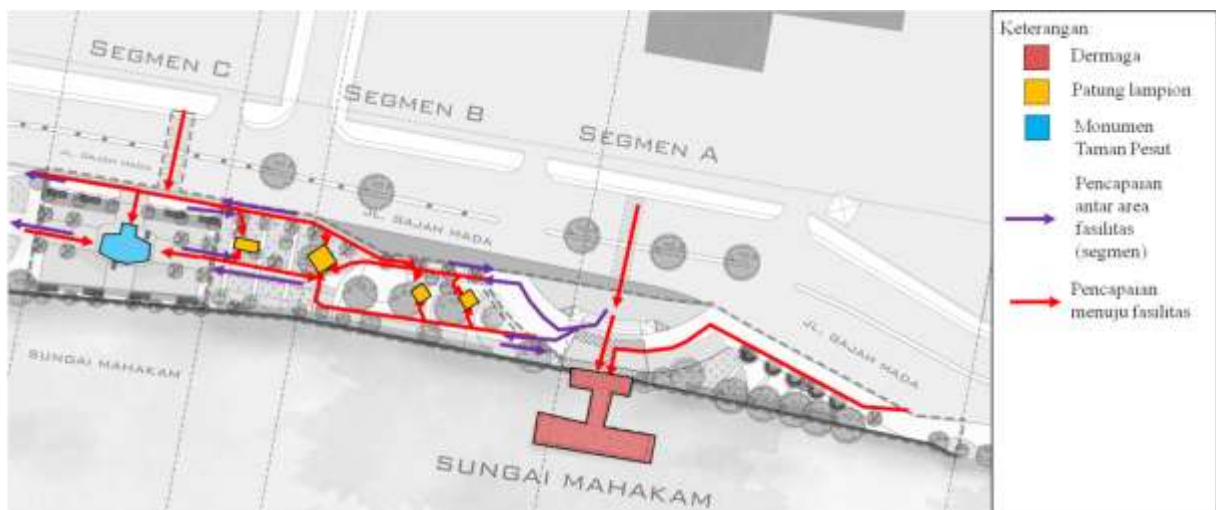 SEGMEN C
SEGMEN B
SEGMEN A
JL. GAJAH MADA
JL. GAJAH MADA
JL. GAJAH MADA
SUNGAI MAHAKAM
SUNGAI MAHAKAM
Keterangan
Dermaga
Patung lampion
Monumen
Taman Pesut
Pencapaian
antar area
fasilitas
(segmen)
Pencapaian
menuju fasilitas